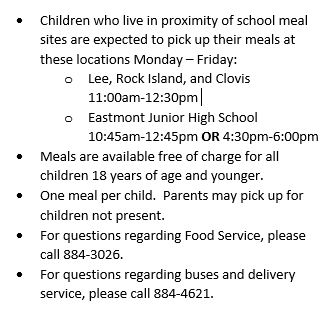 • Children who live in proximity of school meal
sites are expected to pick up their meals at
these locations Monday – Friday:
o Lee, Rock Island, and Clovis
11:00am-12:30pm
o Eastmont Junior High School
10:45am-12:45pm OR 4:30pm-6:00pm
• Meals are available free of charge for all
children 18 years of age and younger.
• One meal per child. Parents may pick up for
children not present.
• For questions regarding Food Service, please
call 884-3026.
• For questions regarding buses and delivery
service, please call 884-4621.